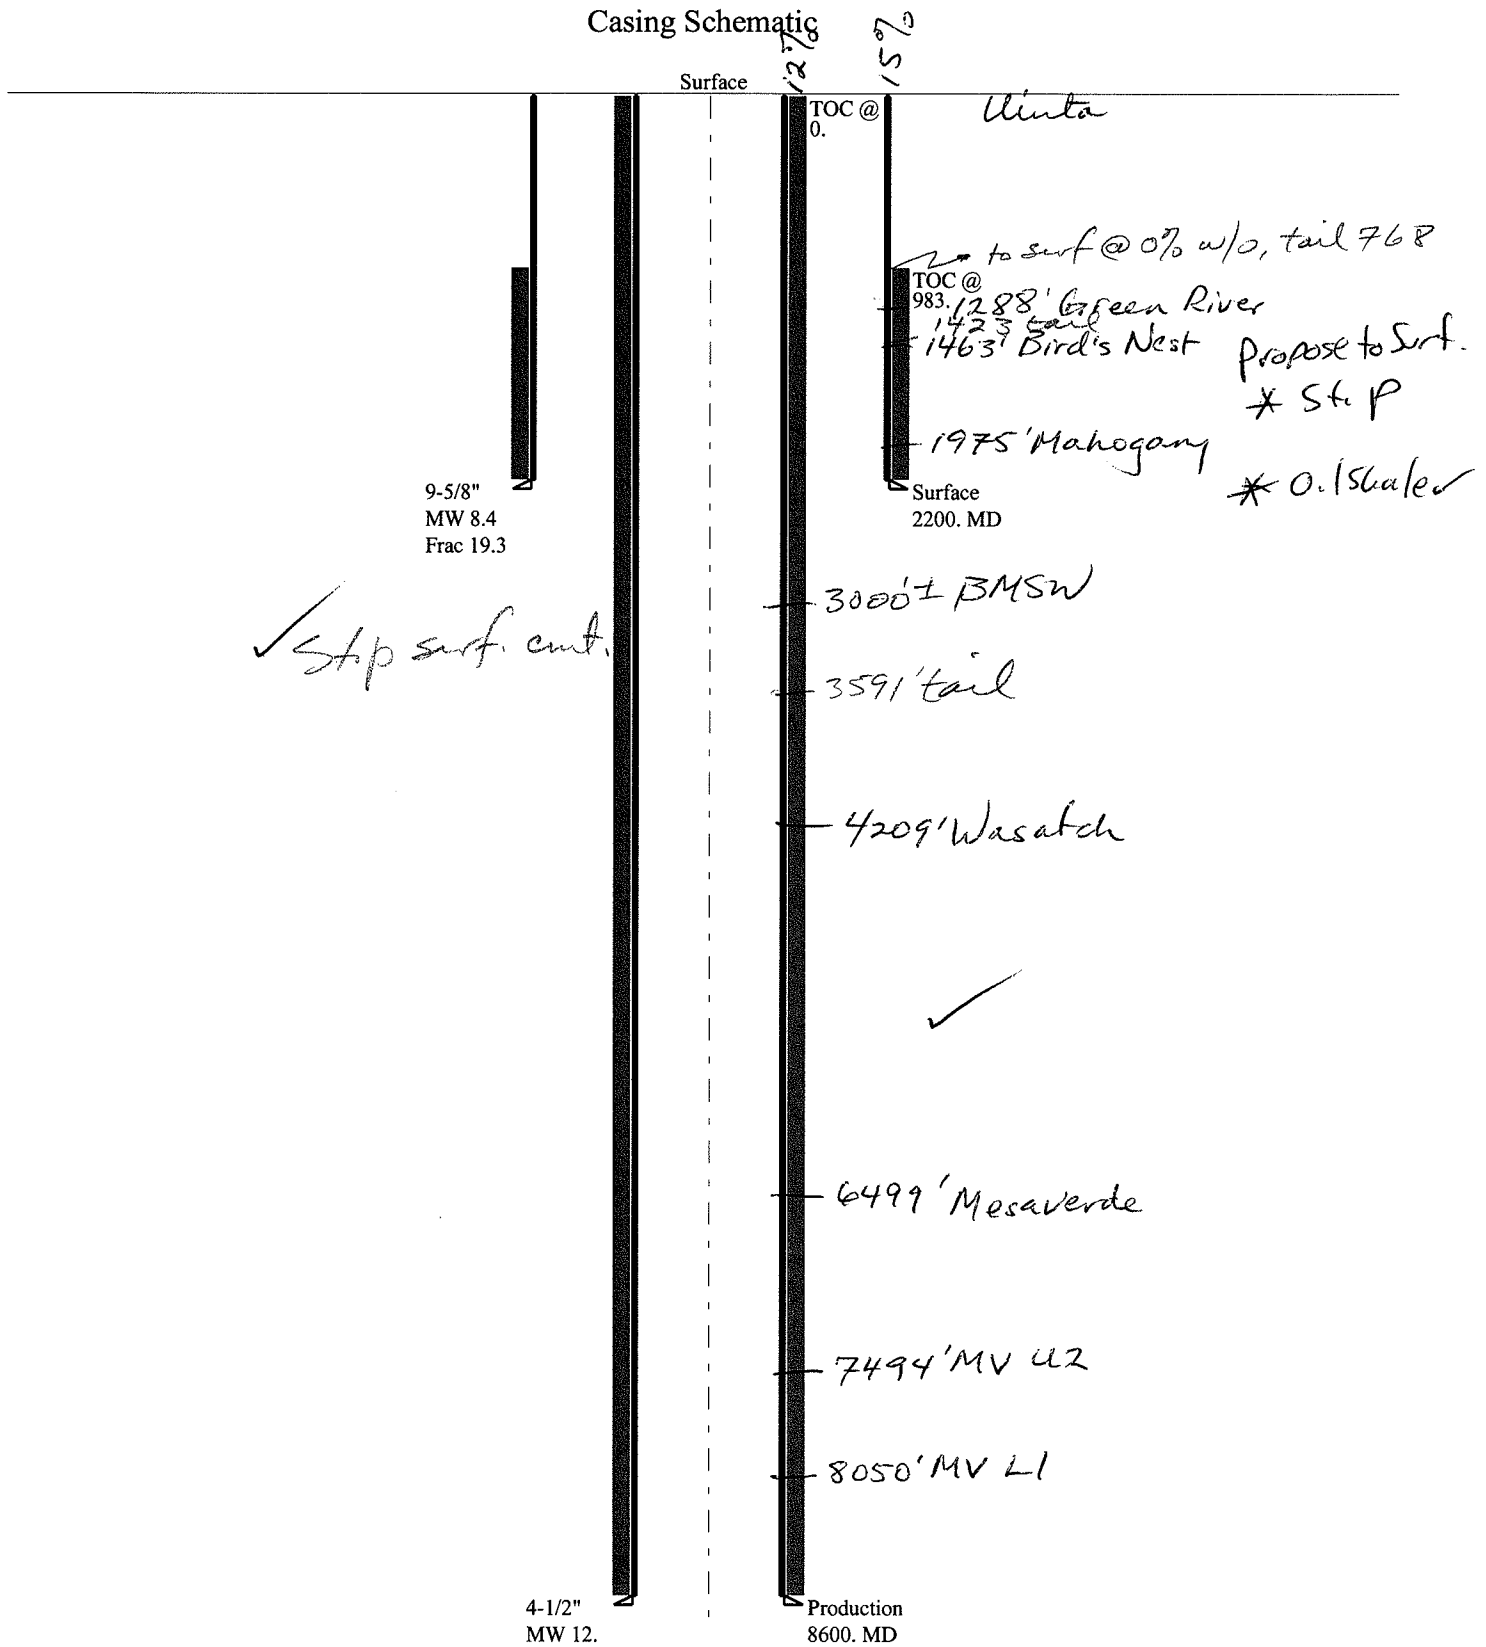 Casing Schematic
12%
15%
Surface
TOC @
0.
Uinta
to surf @ 0% w/o, tail 768
TOC @
983.
1288' Green River
1423 tail
1463' Bird's Nest
Propose to Surf.
* Stip
1975' Mahogany
* Oil Shale ✓
9-5/8"
MW 8.4
Frac 19.3
Surface
2200. MD
3000'± BMSW
✓ Stip surf. cmt.
3591' tail
4209' Wasatch
✓
6499' Mesaverde
7494' MV U2
8050' MV L1
4-1/2"
MW 12.
Production
8600. MD